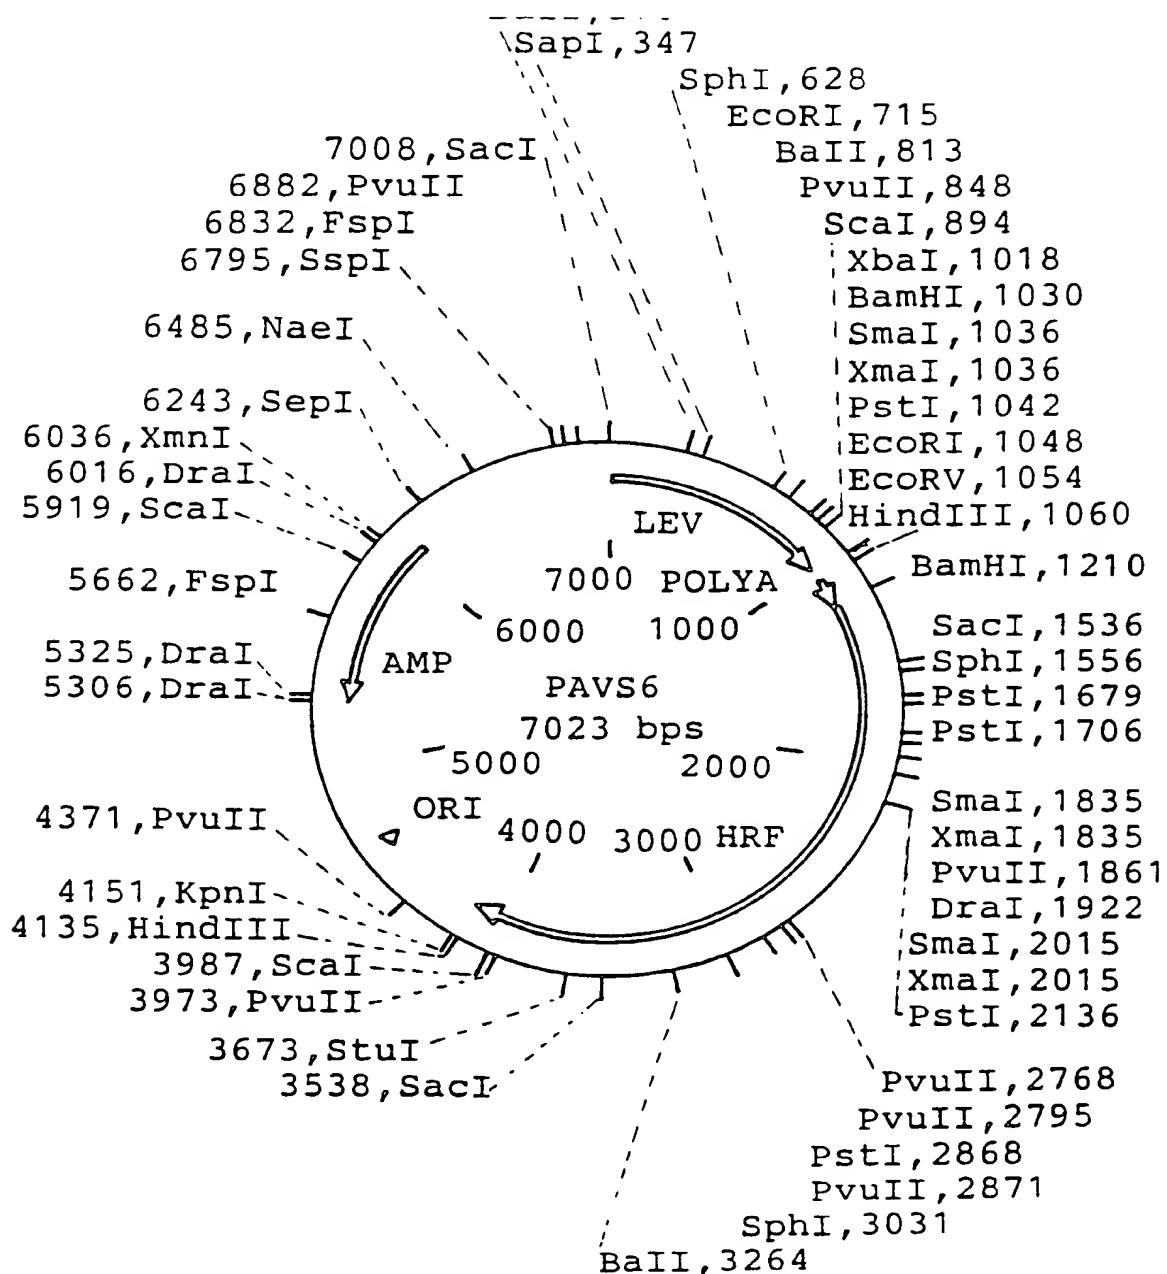 SapI,347
SphI,628
EcoRI,715
BaII,813
PvuII,848
ScaI,894
XbaI,1018
BamHI,1030
SmaI,1036
XmaI,1036
PstI,1042
EcoRI,1048
EcoRV,1054
HindIII,1060
BamHI,1210
SacI,1536
SphI,1556
PstI,1679
PstI,1706
SmaI,1835
XmaI,1835
PvuII,1861
DraI,1922
SmaI,2015
XmaI,2015
PstI,2136
PvuII,2768
PvuII,2795
PstI,2868
PvuII,2871
SphI,3031
BaII,3264
7008,SacI
6882,PvuII
6832,FspI
6795,SspI
6485,NaeI
6243,SepI
6036,XmnI
6016,DraI
5919,ScaI
5662,FspI
5325,DraI
5306,DraI
4371,PvuII
4151,KpnI
4135,HindIII
3987,ScaI
3973,PvuII
3673,StuI
3538,SacI
LEV
7000 POLYA
6000 1000
AMP
PAVS6
7023 bps
5000 2000
ORI
4000 3000 HRF